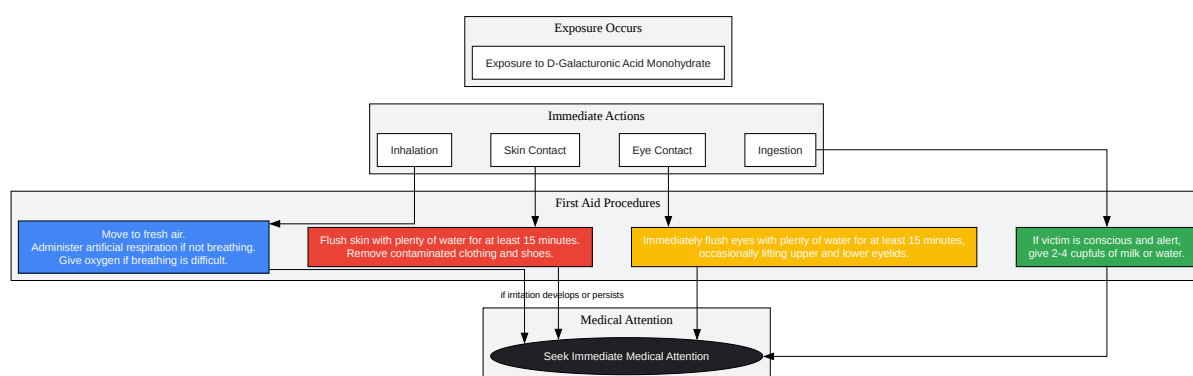 Exposure Occurs
Exposure to D-Galacturonic Acid Monohydrate
Immediate Actions
Inhalation
Skin Contact
Eye Contact
Ingestion
First Aid Procedures
Move to fresh air.
Administer artificial respiration if not breathing.
Give oxygen if breathing is difficult.
Flush skin with plenty of water for at least 15 minutes.
Remove contaminated clothing and shoes.
Immediately flush eyes with plenty of water for at least 15 minutes,
occasionally lifting upper and lower eyelids.
If victim is conscious and alert,
give 2-4 cupfuls of milk or water.
if irritation develops or persists
Medical Attention
Seek Immediate Medical Attention